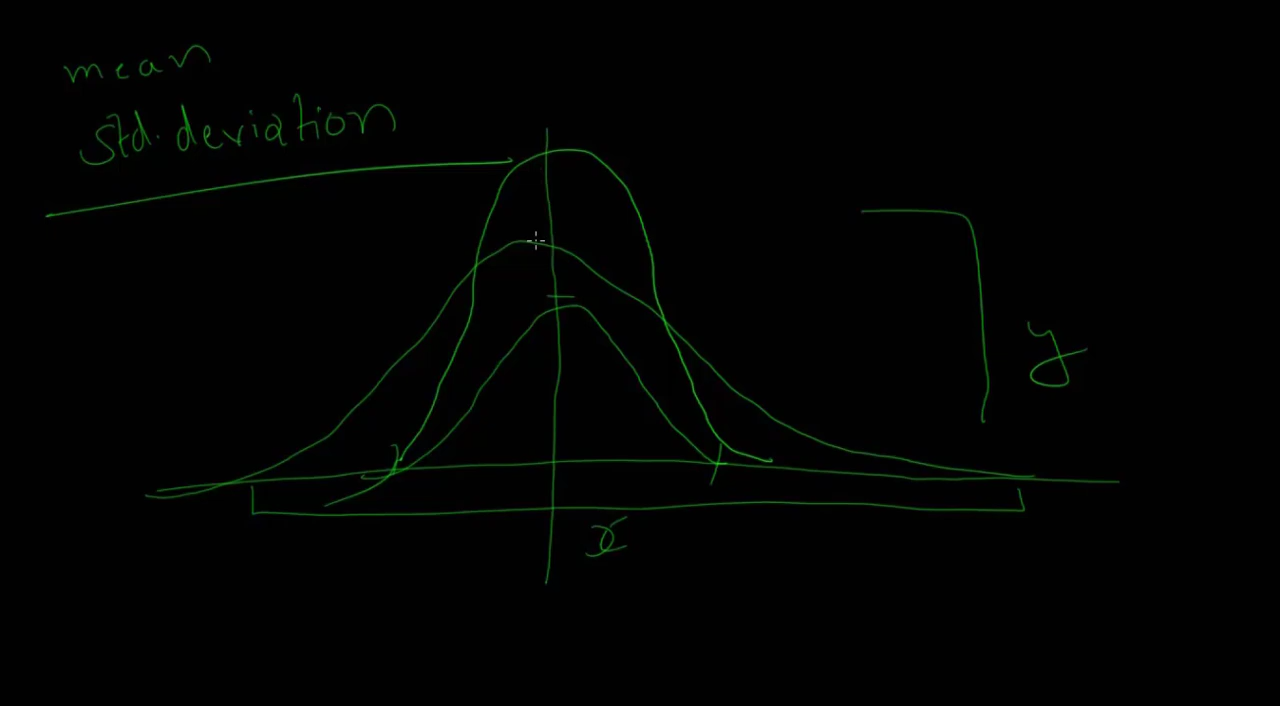 mean
std. deviation
y
x